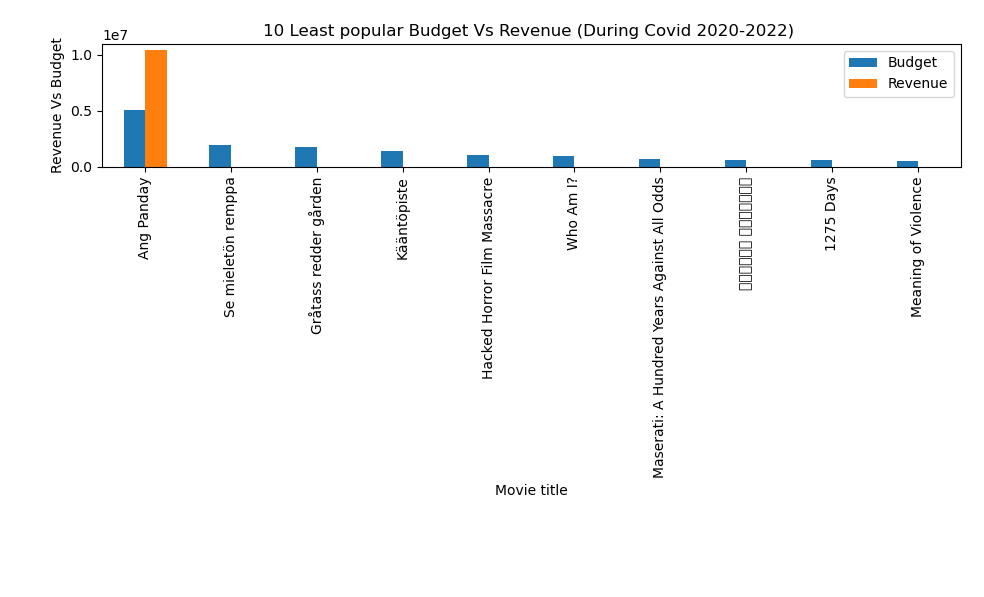 10 Least popular Budget Vs Revenue (During Covid 2020-2022)
1e7
Revenue Vs Budget
1.0
0.5
0.0
Budget
Revenue
Ang Panday
Se mieletön remppa
Gråtass redder gården
Kääntöpiste
Hacked Horror Film Massacre
Who Am I?
Maserati: A Hundred Years Against All Odds
1275 Days
Meaning of Violence
Movie title